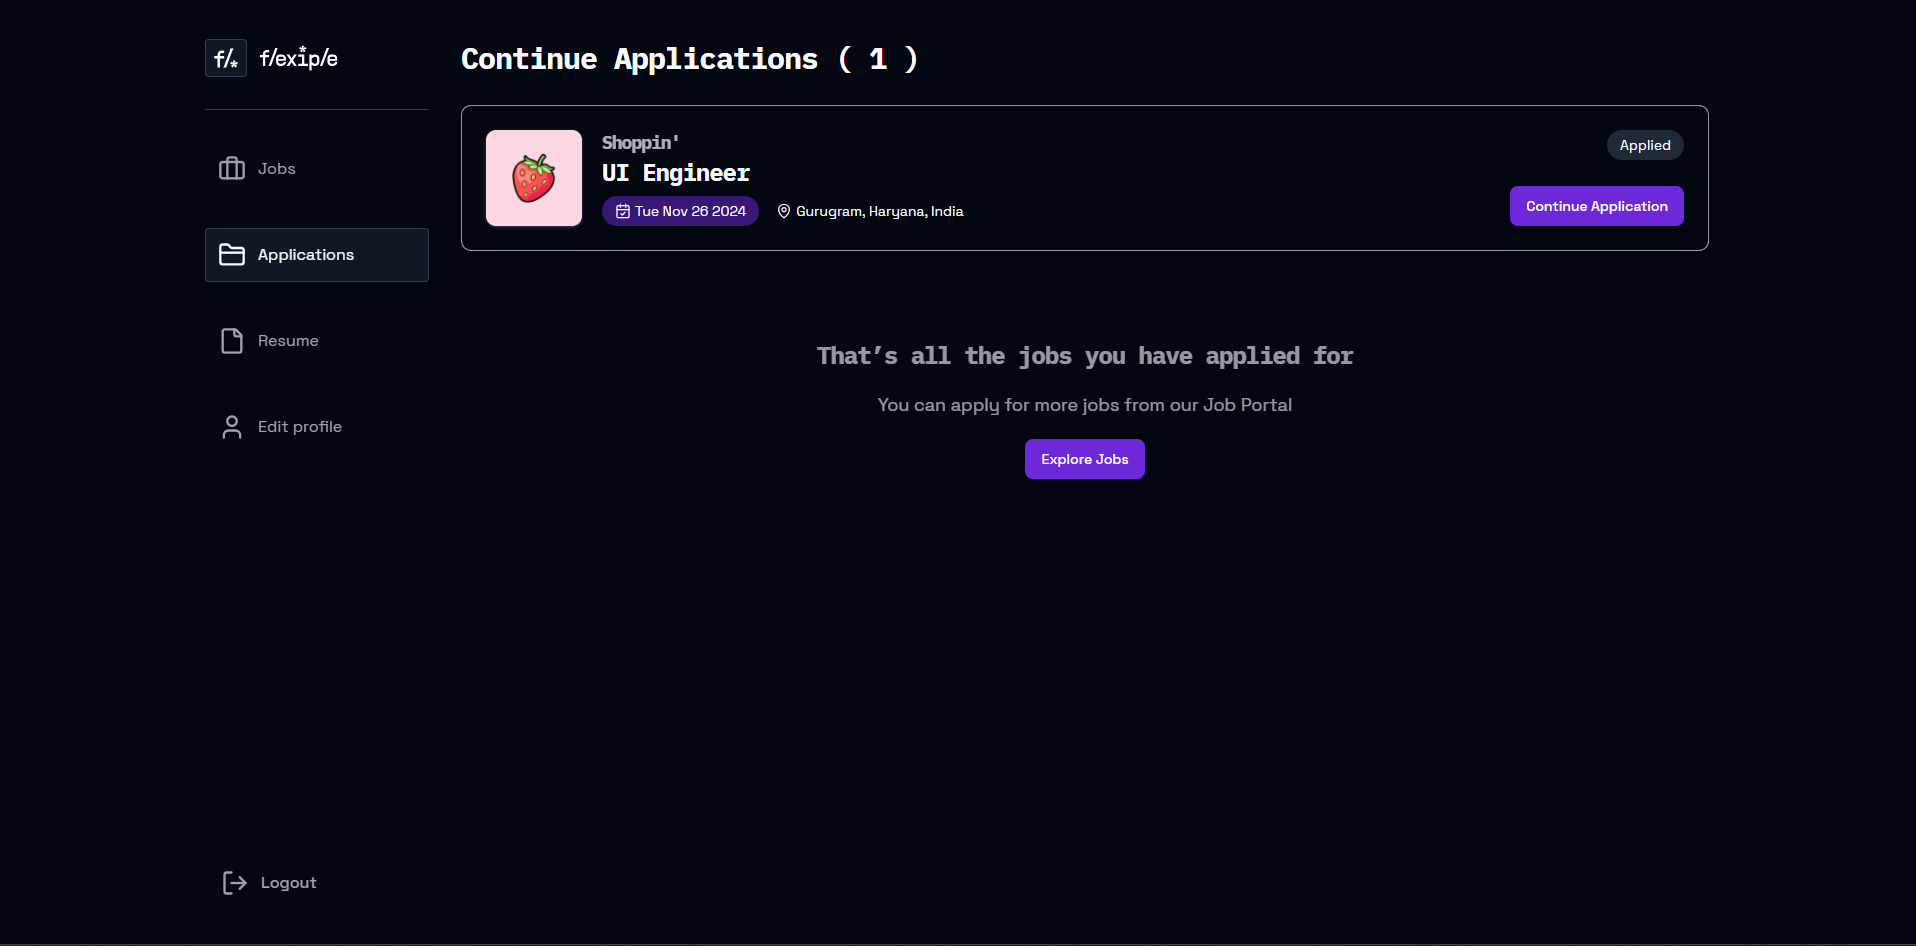 f/* f/exip/e
Jobs
Applications
Resume
Edit profile
Logout
Continue Applications ( 1 )
Shoppin'
UI Engineer
Tue Nov 26 2024 Gurugram, Haryana, India
Applied
Continue Application
That’s all the jobs you have applied for
You can apply for more jobs from our Job Portal
Explore Jobs